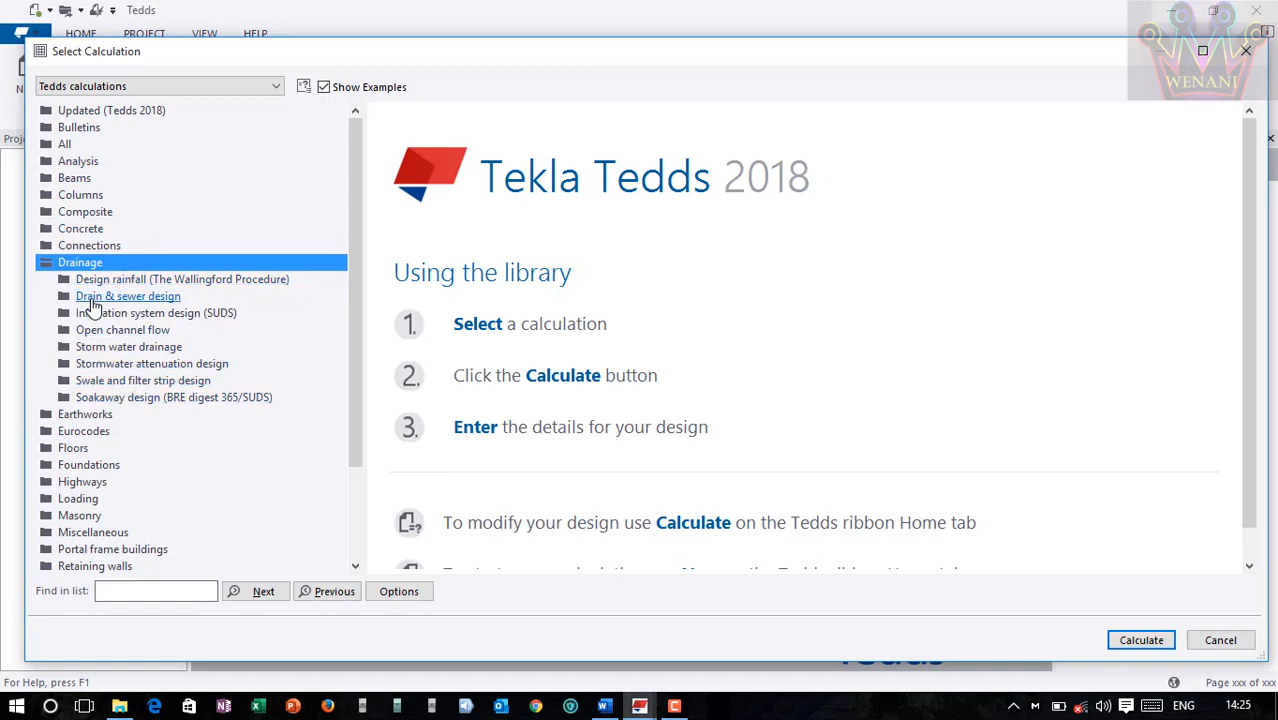 Tedds
HOME PROJECT VIEW HELP
Select Calculation
WENANI
Tedds calculations
Show Examples
Updated (Tedds 2018)
Bulletins
All
Analysis
Beams
Columns
Composite
Concrete
Connections
Drainage
Design rainfall (The Wallingford Procedure)
Drain & sewer design
ation system design (SUDS)
Open channel flow
Storm water drainage
Stormwater attenuation design
Swale and filter strip design
Soakaway design (BRE digest 365/SUDS)
Earthworks
Eurocodes
Floors
Foundations
Highways
Loading
Masonry
Miscellaneous
Portal frame buildings
Retaining walls
Tekla Tedds 2018
Using the library
1. Select a calculation
2. Click the Calculate button
3. Enter the details for your design
To modify your design use Calculate on the Tedds ribbon Home tab
Find in list:
Next
Previous
Options
Calculate
Cancel
For Help, press F1
Page xxx of xxx
ENG
14:25